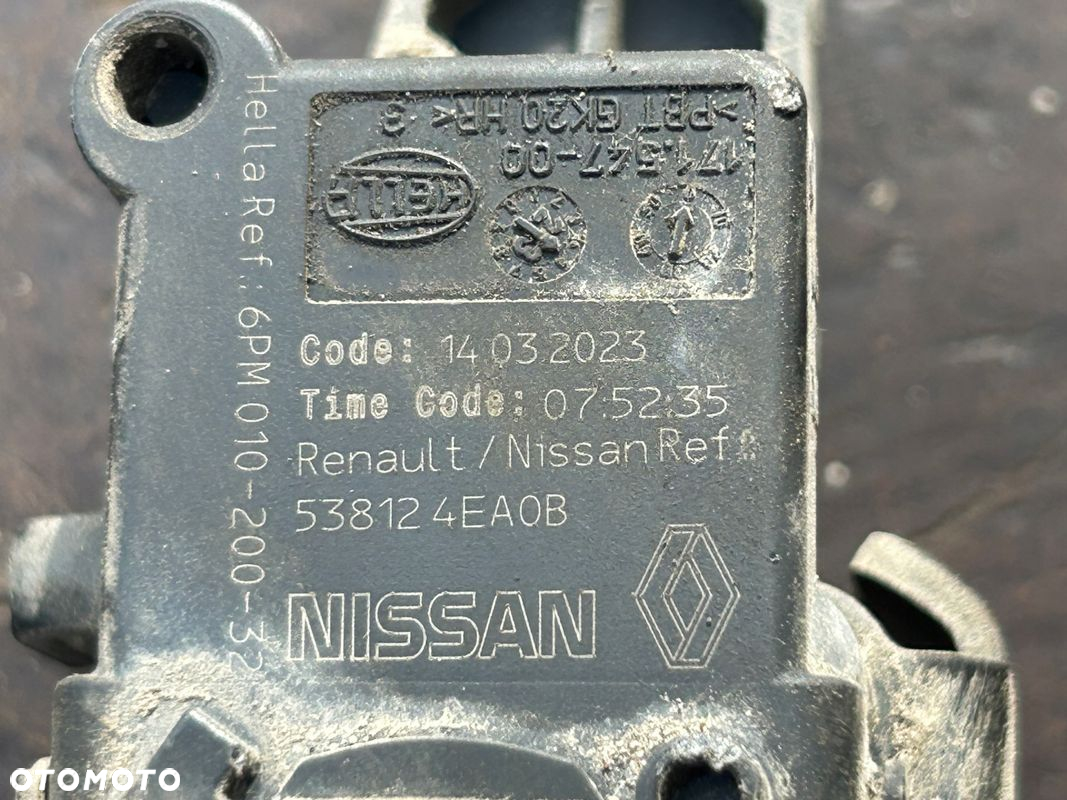 >PBT GK20 HR< 3
171.547-00
HELLA
Hella Ref.: 6PM 010-200-32
Code: 14.03.2023
Time Code: 07:52:35
Renault / Nissan Ref.:
53812 4EA0B
NISSAN
OTOMOTO